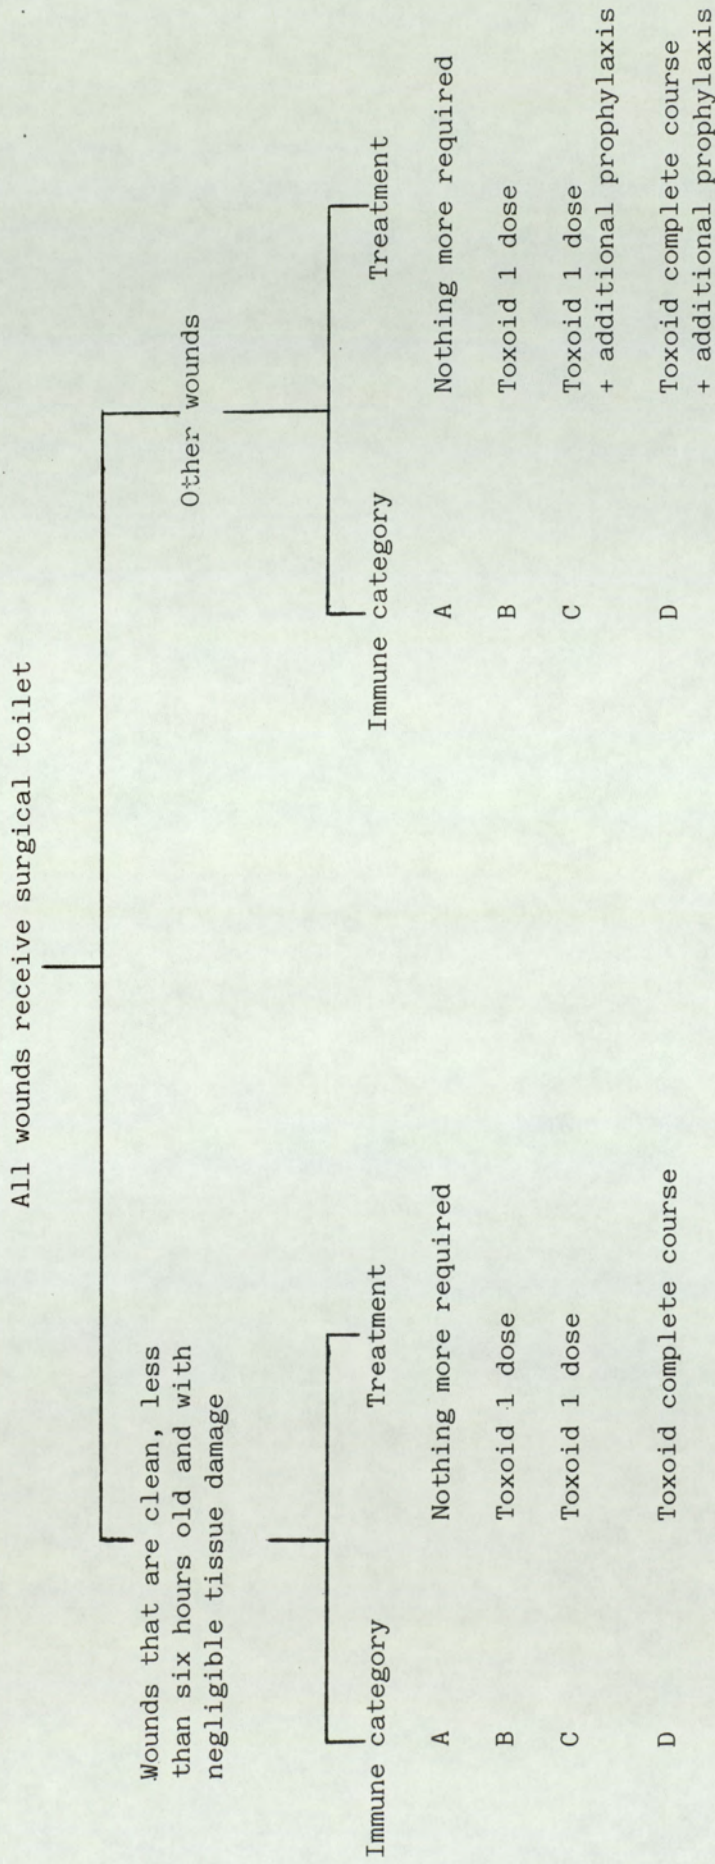 All wounds receive surgical toilet
Wounds that are clean, less
than six hours old and with
negligible tissue damage
Immune category Treatment
A Nothing more required
B Toxoid 1 dose
C Toxoid 1 dose
D Toxoid complete course
Other wounds
Immune category Treatment
A Nothing more required
B Toxoid 1 dose
C Toxoid 1 dose
+ additional prophylaxis
D Toxoid complete course
+ additional prophylaxis